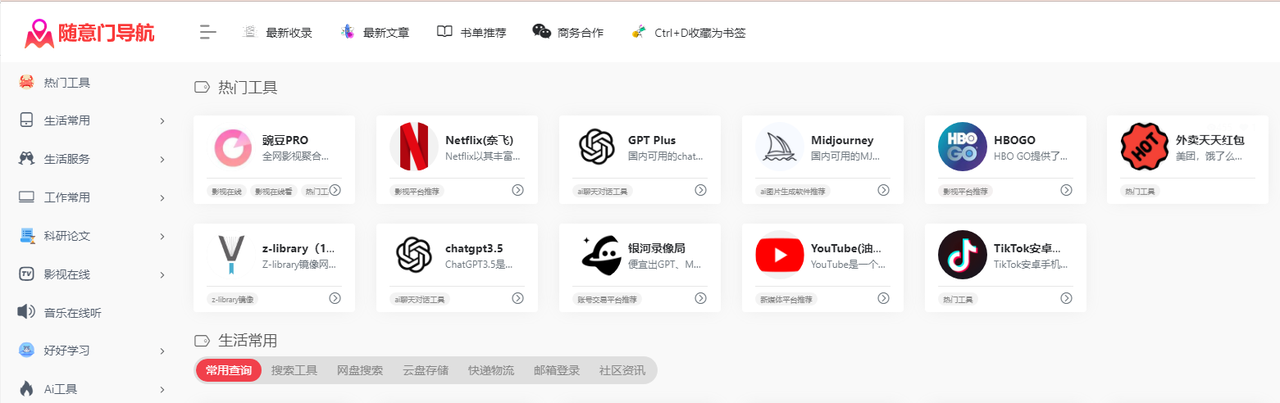 随意门导航
最新收录
最新文章
书单推荐
商务合作
Ctrl+D收藏为书签
热门工具
生活常用
生活服务
工作常用
科研论文
影视在线
音乐在线听
好好学习
Ai工具
热门工具
豌豆PRO
全网影视聚合...
影视在线 影视在线看 热门工
Netflix(奈飞)
Netflix以其丰富...
影视平台推荐
GPT Plus
国内可用的chat...
ai聊天对话工具
Midjourney
国内可用的MJ...
ai图片生成软件推荐
HBO GO
HBOGO
HBO GO提供了...
影视平台推荐
HOT
外卖天天红包
美团，饿了么...
热门工具
z-library（1...
Z-library镜像网...
z-library镜像
chatgpt3.5
ChatGPT3.5是...
ai聊天对话工具
银河录像局
便宜出GPT、M...
账号交易平台推荐
YouTube(油...
YouTube是一个...
新媒体平台推荐
TikTok安卓...
TikTok安卓手机...
热门工具
生活常用
常用查询 搜索工具 网盘搜索 云盘存储 快递物流 邮箱登录 社区资讯